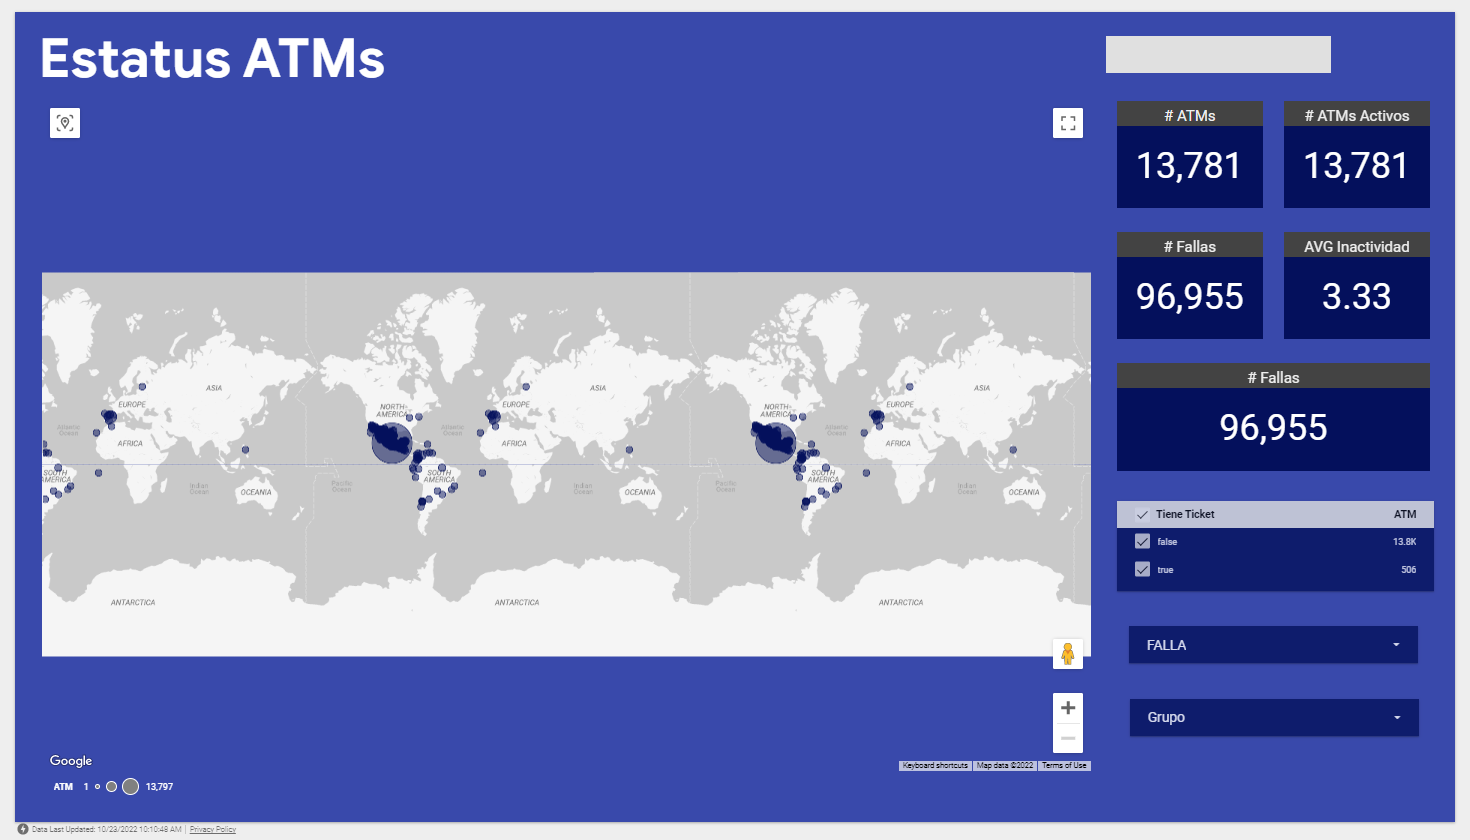 Estatus ATMs
# ATMs
13,781
# ATMs Activos
13,781
# Fallas
96,955
AVG Inactividad
3.33
# Fallas
96,955
Tiene Ticket ATM
false 13.8K
true 506
FALLA
Grupo
ASIA
NORTH AMERICA
ASIA
NORTH AMERICA
ASIA
EUROPE
EUROPE
EUROPE
Atlantic Ocean
Atlantic Ocean
Atlantic Ocean
AFRICA
AFRICA
AFRICA
SOUTH AMERICA
Indian Ocean
OCEANIA
Pacific Ocean
SOUTH AMERICA
Indian Ocean
OCEANIA
Pacific Ocean
SOUTH AMERICA
Indian Ocean
OCEANIA
ANTARCTICA
ANTARCTICA
ANTARCTICA
Google
Keyboard shortcuts Map data ©2022 Terms of Use
ATM 1 13,797
Data Last Updated: 10/23/2022 10:10:48 AM | Privacy Policy